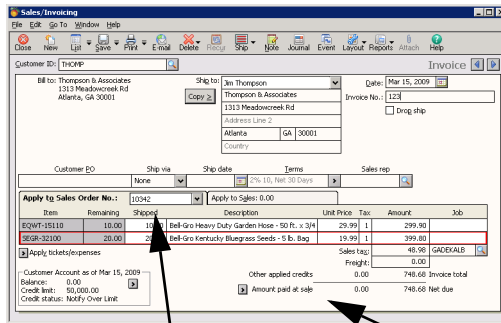 Sales/Invoicing
File Edit Go To Window Help
Close New List Save Print E-mail Delete Recur Ship Note Journal Event Layout Reports Attach Help
Customer ID: THOMP Invoice
Bill to: Thompson & Associates Ship to: Jim Thompson Date: Mar 15, 2009
1313 Meadowcreek Rd Copy > Thompson & Associates Invoice No.: 123
Atlanta, GA 30001 1313 Meadowcreek Rd Drop ship
Address Line 2
Atlanta GA 30001
Country
Customer PO Ship via Ship date Terms Sales rep
None 2% 10, Net 30 Days
Apply to Sales Order No.: 10342 Apply to Sales: 0.00
Item Remaining Shipped Description Unit Price Tax Amount Job
EQWT-15110 10.00 Bell-Gro Heavy Duty Garden Hose - 50 ft. x 3/4 29.99 1 299.90
SEGR-32100 20.00 Bell-Gro Kentucky Bluegrass Seeds - 5 lb. Bag 19.99 1 399.80
Apply tickets/expenses Sales tax: 48.98 GADEKALB
Freight: 0.00
Customer Account as of Mar 15, 2009 Other applied credits 0.00 748.68 Invoice total
Balance: 0.00 Amount paid at sale 0.00 748.68 Net due
Credit limit: 50,000.00
Credit status: Notify Over Limit